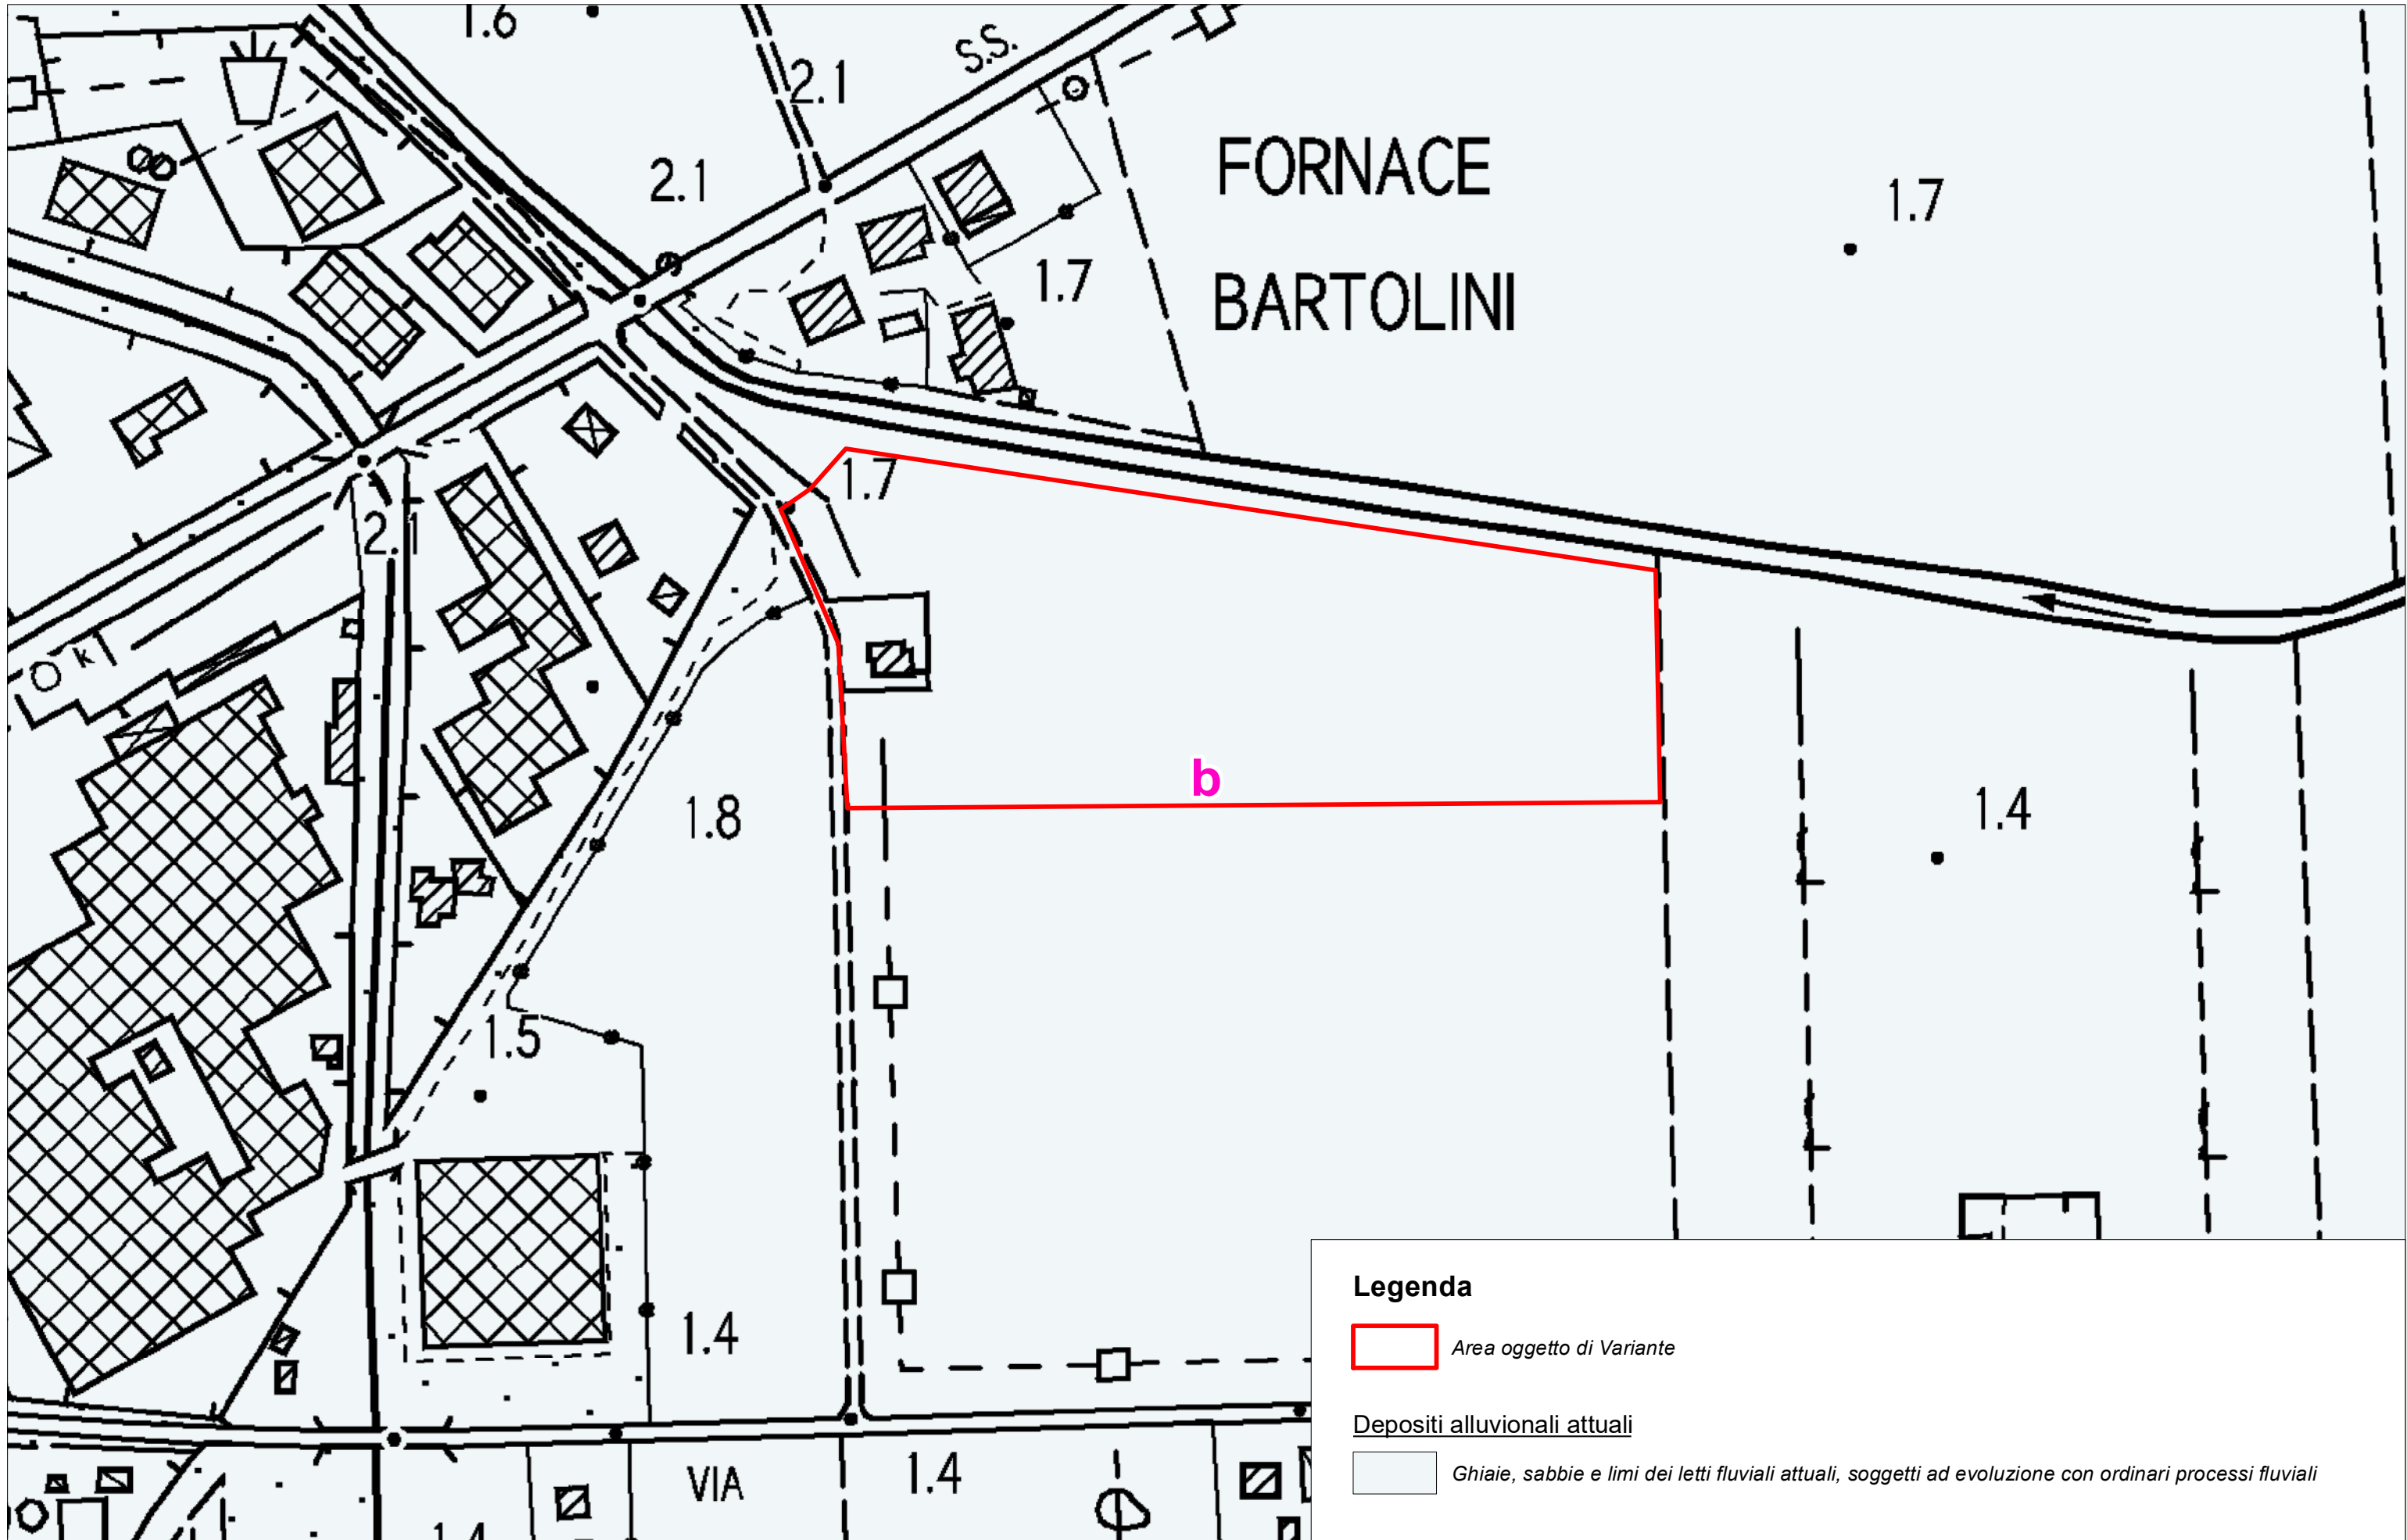 1.6
S.S.
2.1
2.1
FORNACE
BARTOLINI
1.7
1.7
1.7
2.1
b
1.8
1.4
1.5
1.4
VIA
1.4
Legenda
Area oggetto di Variante
Depositi alluvionali attuali
Ghiaie, sabbie e limi dei letti fluviali attuali, soggetti ad evoluzione con ordinari processi fluviali
1.4